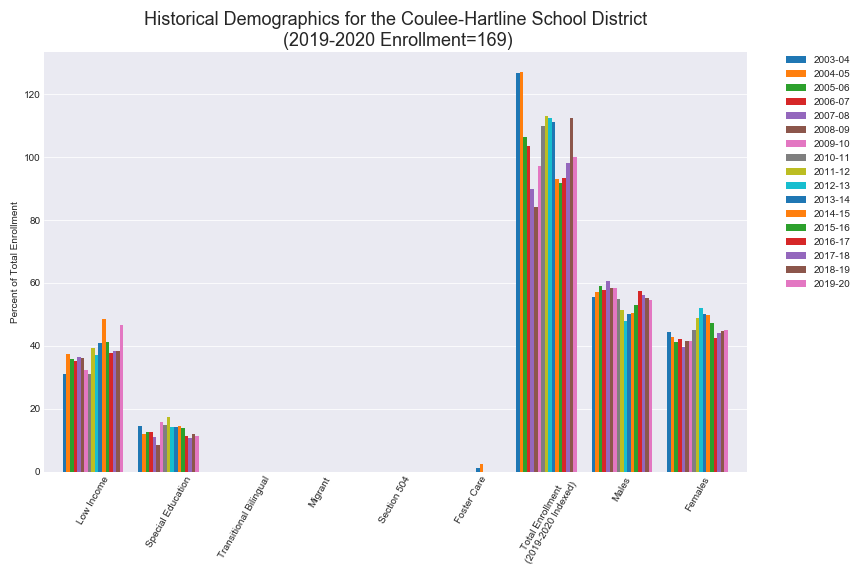 Historical Demographics for the Coulee-Hartline School District
(2019-2020 Enrollment=169)
Percent of Total Enrollment
120
100
80
60
40
20
0
Low Income
Special Education
Transitional Bilingual
Migrant
Section 504
Foster Care
Total Enrollment
(2019-2020 Indexed)
Males
Females
2003-04
2004-05
2005-06
2006-07
2007-08
2008-09
2009-10
2010-11
2011-12
2012-13
2013-14
2014-15
2015-16
2016-17
2017-18
2018-19
2019-20